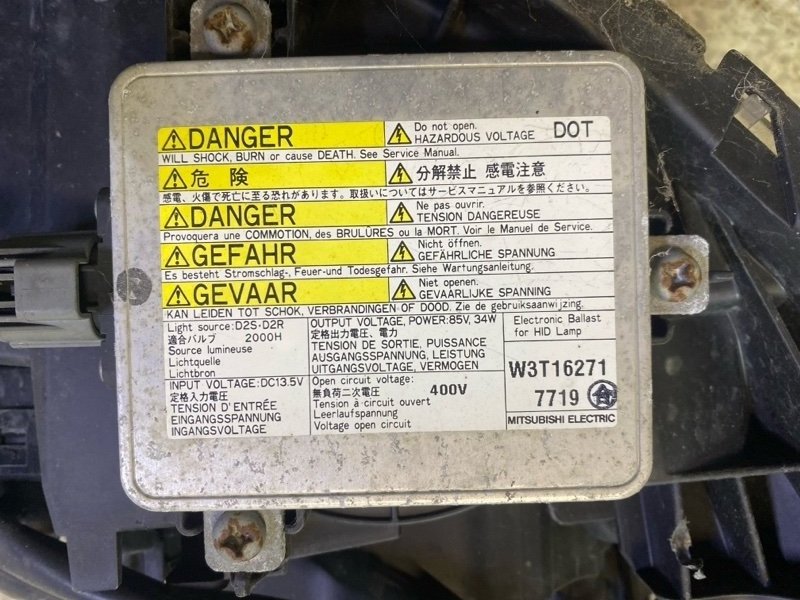 DANGER
Do not open.
HAZARDOUS VOLTAGE
DOT
WILL SHOCK, BURN or cause DEATH. See Service Manual.
危険
分解禁止 感電注意
感電、火傷で死亡に至る恐れがあります。取扱いについてはサービスマニュアルを参照ください。
DANGER
Ne pas ouvrir.
TENSION DANGEREUSE
Provoquera une COMMOTION, des BRULÛRES ou la MORT. Voir le Manuel de Service.
GEFAHR
Nicht öffnen.
GEFÄHRLICHE SPANNUNG
Es besteht Stromschlag-, Feuer-und Todesgefahr. Siehe Wartungsanleitung.
GEVAAR
Niet openen.
GEVAARLIJKE SPANNING
KAN LEIDEN TOT SCHOK, VERBRANDINGEN OF DOOD. Zie de gebruiksaanwijzing.
Light source:D2S·D2R
適合バルブ 2000H
Source lumineuse
Lichtquelle
Lichtbron
INPUT VOLTAGE:DC13.5V
定格入力電圧
TENSION D'ENTRÉE
EINGANGSSPANNUNG
INGANGSVOLTAGE
OUTPUT VOLTAGE, POWER:85V, 34W
定格出力電圧、電力
TENSION DE SORTIE, PUISSANCE
AUSGANGSSPANNUNG, LEISTUNG
UITGANGSVOLTAGE, VERMOGEN
Open circuit voltage:
無負荷二次電圧 400V
Tension à circuit ouvert
Leerlaufspannung
Voltage open circuit
Electronic Ballast
for HID Lamp
W3T16271
7719
MITSUBISHI ELECTRIC